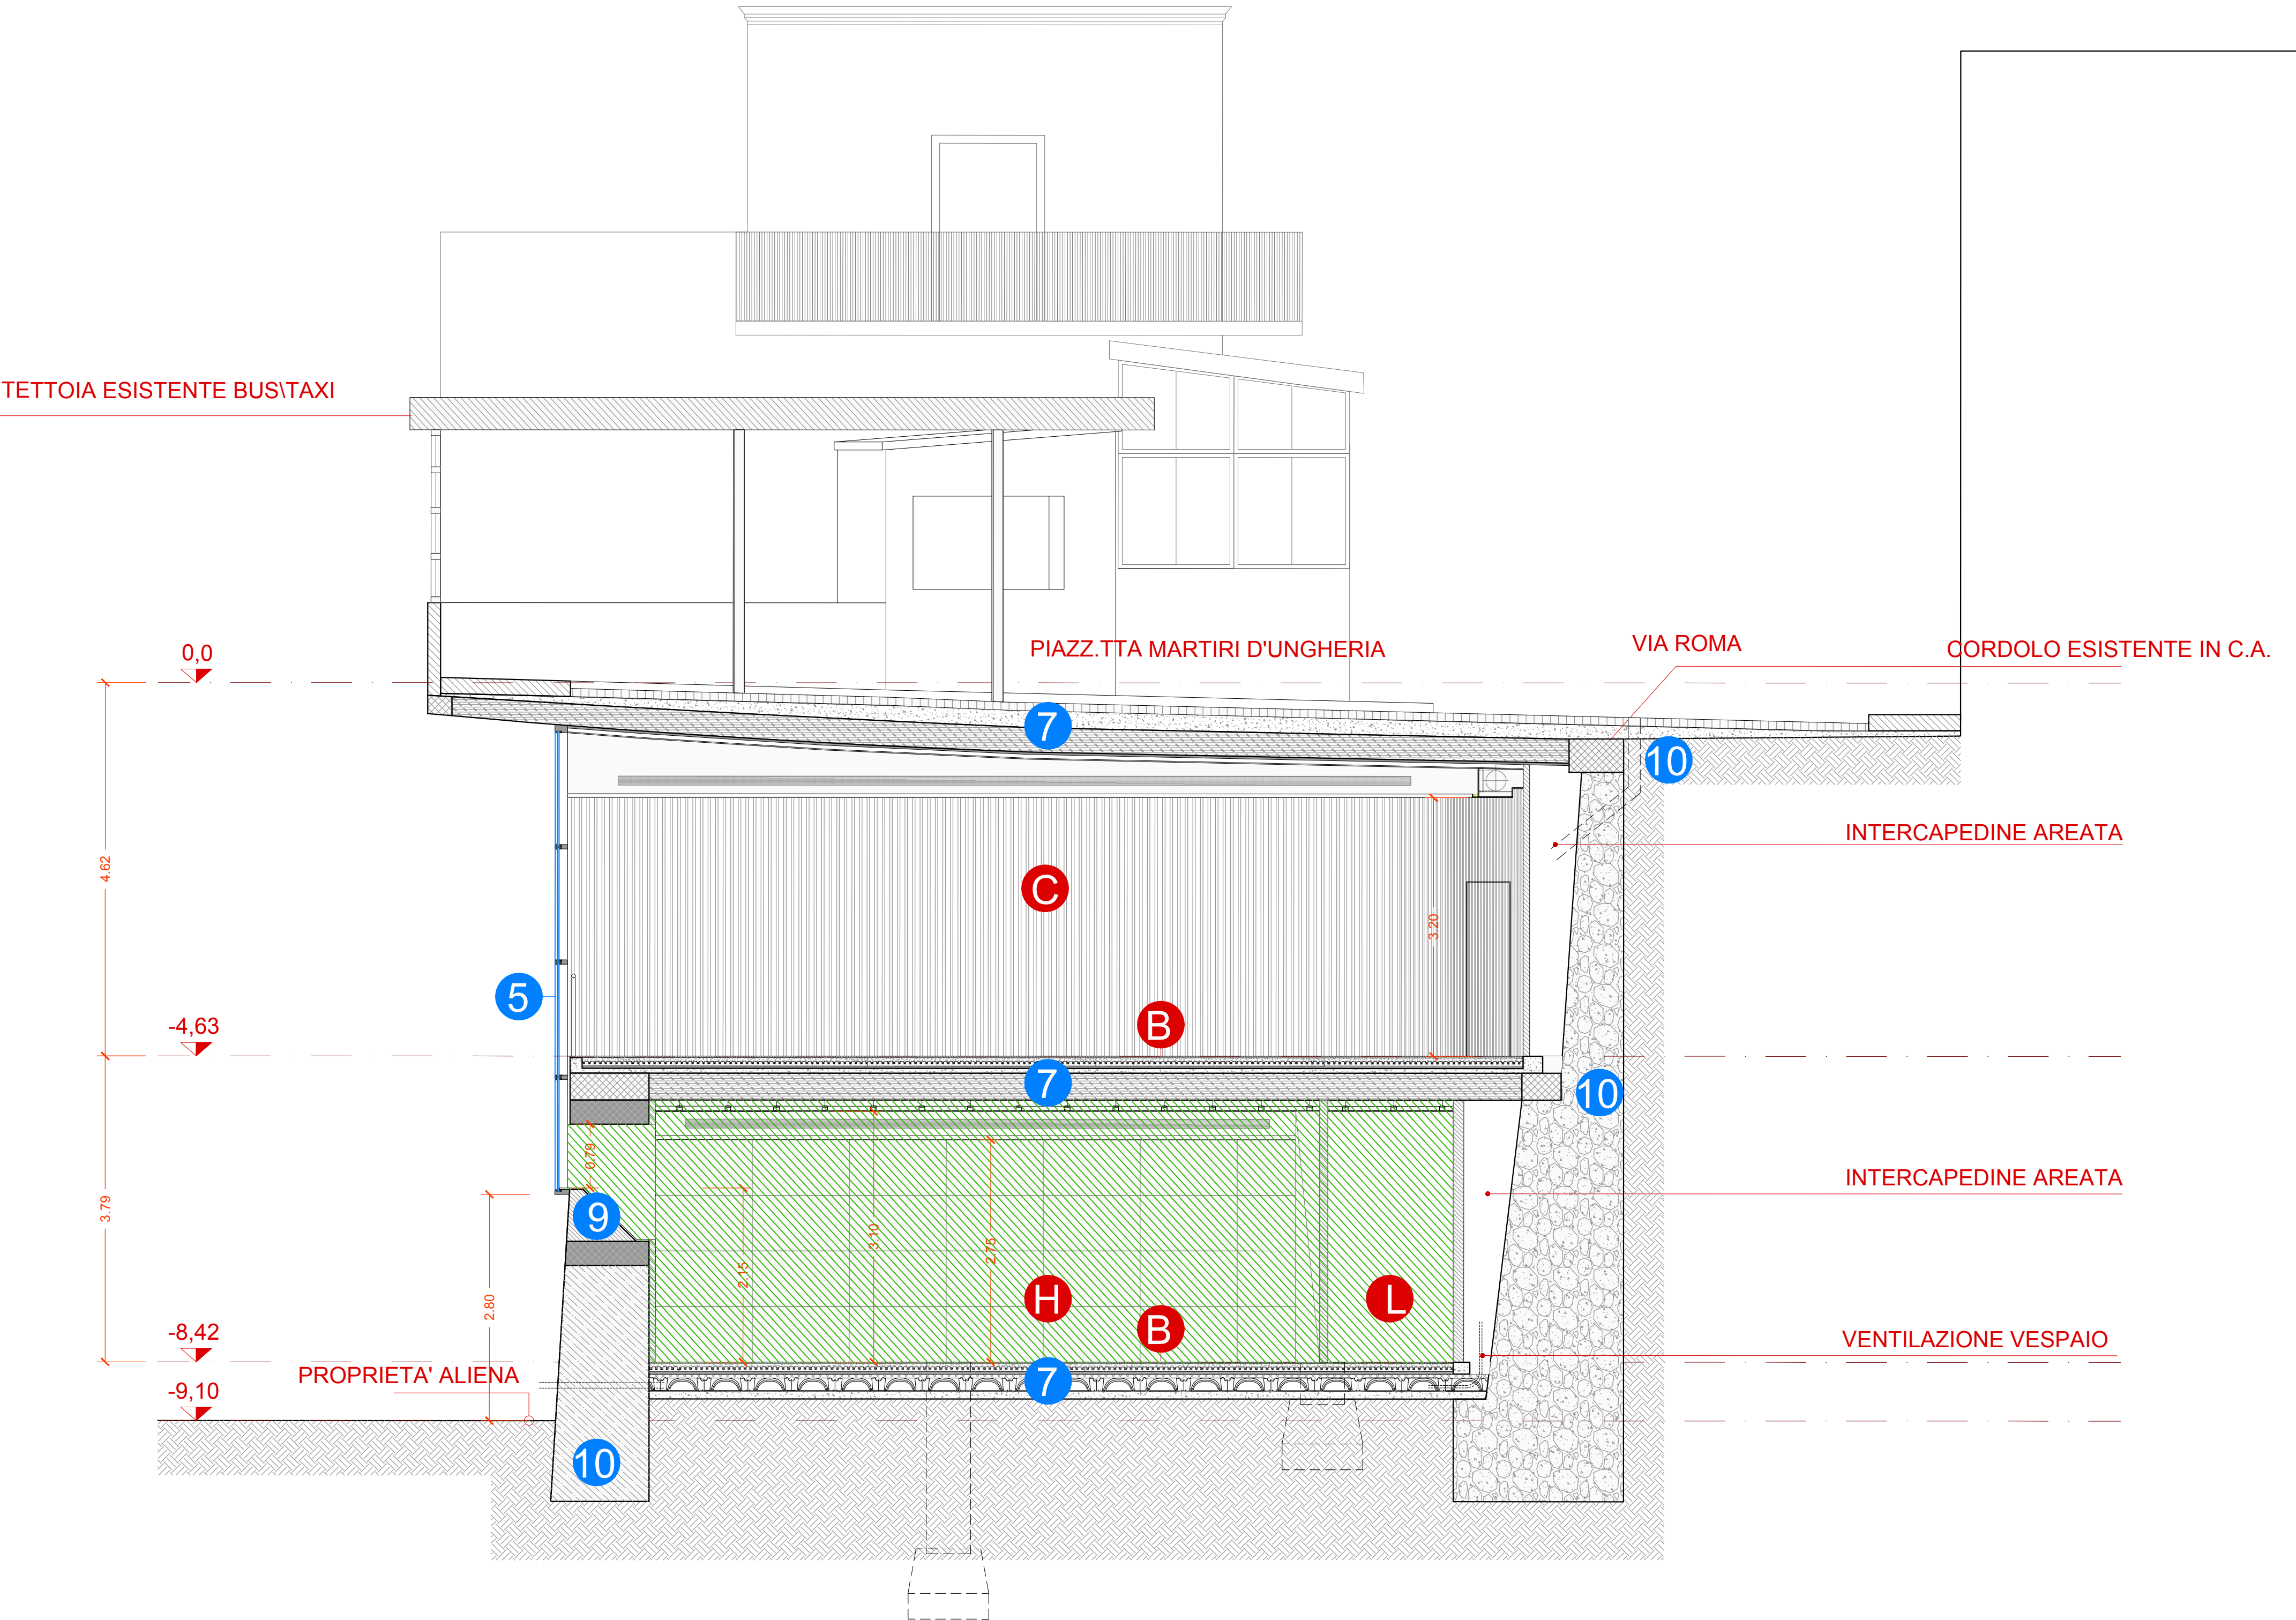 TETTOIA ESISTENTE BUS\TAXI
0,0
PIAZZ.TTA MARTIRI D'UNGHERIA
VIA ROMA
CORDOLO ESISTENTE IN C.A.
7
10
INTERCAPEDINE AREATA
4.62
C
3.20
5
B
-4,63
7
10
0.79
INTERCAPEDINE AREATA
3.79
9
2.15
3.10
2.75
2.80
H
L
B
-8,42
VENTILAZIONE VESPAIO
PROPRIETA' ALIENA
7
-9,10
10